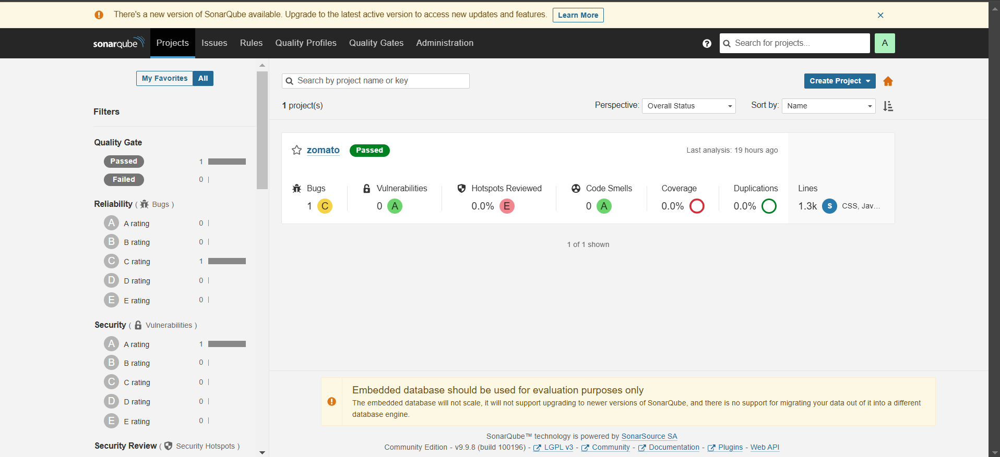 There's a new version of SonarQube available. Upgrade to the latest active version to access new updates and features. Learn More
sonarqube Projects Issues Rules Quality Profiles Quality Gates Administration Search for projects... A
My Favorites All
Filters
Quality Gate
Passed 1
Failed 0
Reliability ( Bugs )
A A rating 0
B B rating 0
C C rating 1
D D rating 0
E E rating 0
Security ( Vulnerabilities )
A A rating 1
B B rating 0
C C rating 0
D D rating 0
E E rating 0
Security Review ( Security Hotspots )
Search by project name or key
Create Project
1 project(s)
Perspective: Overall Status
Sort by: Name
zomato Passed
Last analysis: 19 hours ago
Bugs Vulnerabilities Hotspots Reviewed Code Smells Coverage Duplications Lines
1 C 0 A 0.0% E 0 A 0.0% 0.0% 1.3k S CSS, Jav...
1 of 1 shown
Embedded database should be used for evaluation purposes only
The embedded database will not scale, it will not support upgrading to newer versions of SonarQube, and there is no support for migrating your data out of it into a different
database engine.
SonarQube™ technology is powered by SonarSource SA
Community Edition - v9.9.8 (build 100196) - LGPL v3 - Community - Documentation - Plugins - Web API